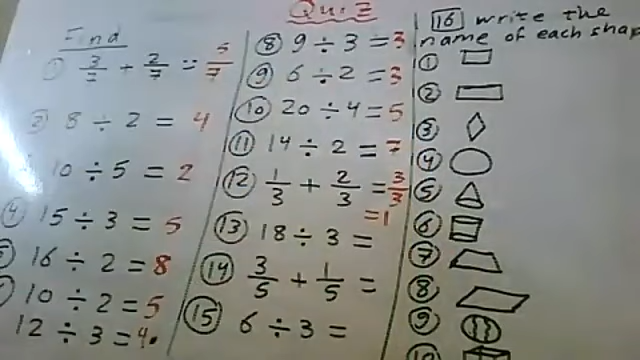 Quiz
Find
① 3/7 + 2/7 = 5/7
② 8 ÷ 2 = 4
10 ÷ 5 = 2
④ 15 ÷ 3 = 5
16 ÷ 2 = 8
10 ÷ 2 = 5
12 ÷ 3 = 4.
⑧ 9 ÷ 3 = 3
⑨ 6 ÷ 2 = 3
⑩ 20 ÷ 4 = 5
⑪ 14 ÷ 2 = 7
⑫ 1/3 + 2/3 = 3/3
= 1
⑬ 18 ÷ 3 =
⑭ 3/5 + 1/5 =
⑮ 6 ÷ 3 =
16 write the
name of each shap
①
②
③
④
⑤
⑥
⑦
⑧
⑨
⑩